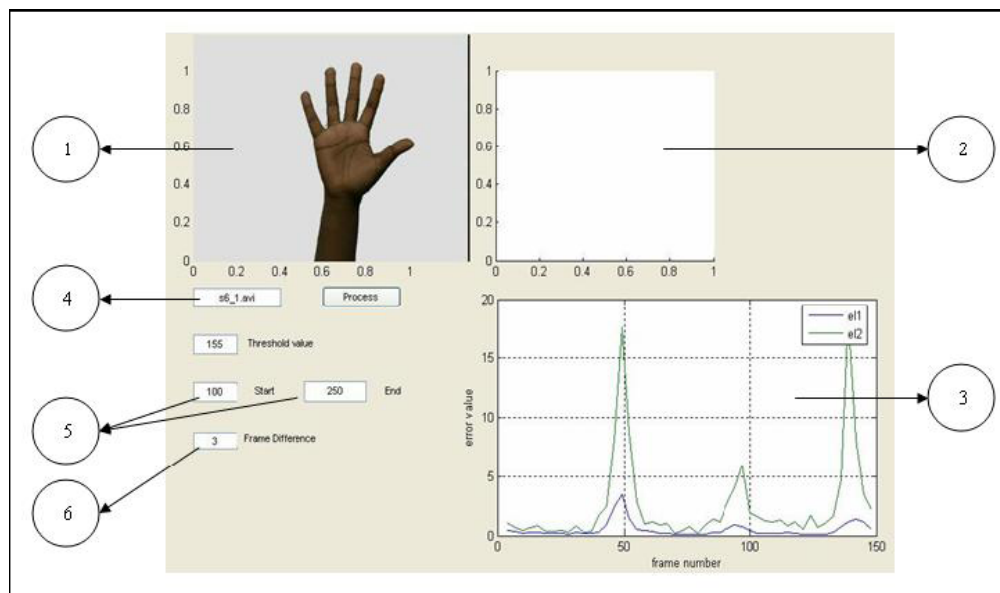 1
0.8
0.6
0.4
0.2
0
0 0.2 0.4 0.6 0.8 1
1
0.8
0.6
0.4
0.2
0
0 0.2 0.4 0.6 0.8 1
1
2
4
s6_1.avi Process
155 Threshold value
100 Start 250 End
5
3 Frame Difference
6
20
15
10
5
0
error value
el1
el2
3
0 50 100 150
frame number